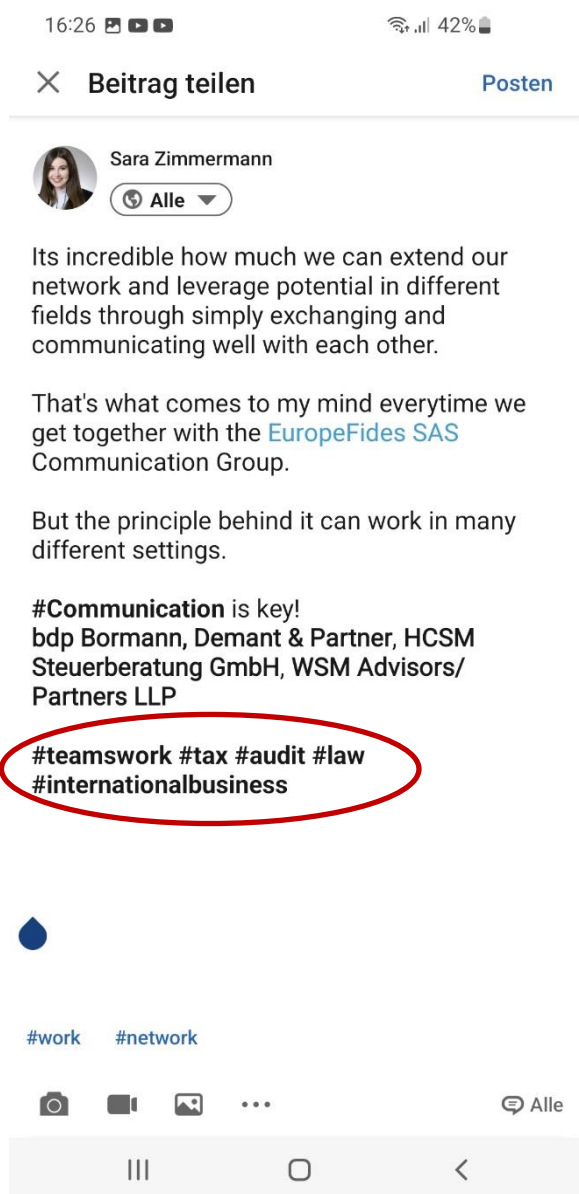 16:26 42%
Beitrag teilen Posten
Sara Zimmermann
Alle
Its incredible how much we can extend our
network and leverage potential in different
fields through simply exchanging and
communicating well with each other.
That's what comes to my mind everytime we
get together with the EuropeFides SAS
Communication Group.
But the principle behind it can work in many
different settings.
#Communication is key!
bdp Bormann, Demant & Partner, HCSM
Steuerberatung GmbH, WSM Advisors/
Partners LLP
#teamswork #tax #audit #law
#internationalbusiness
#work #network
Alle